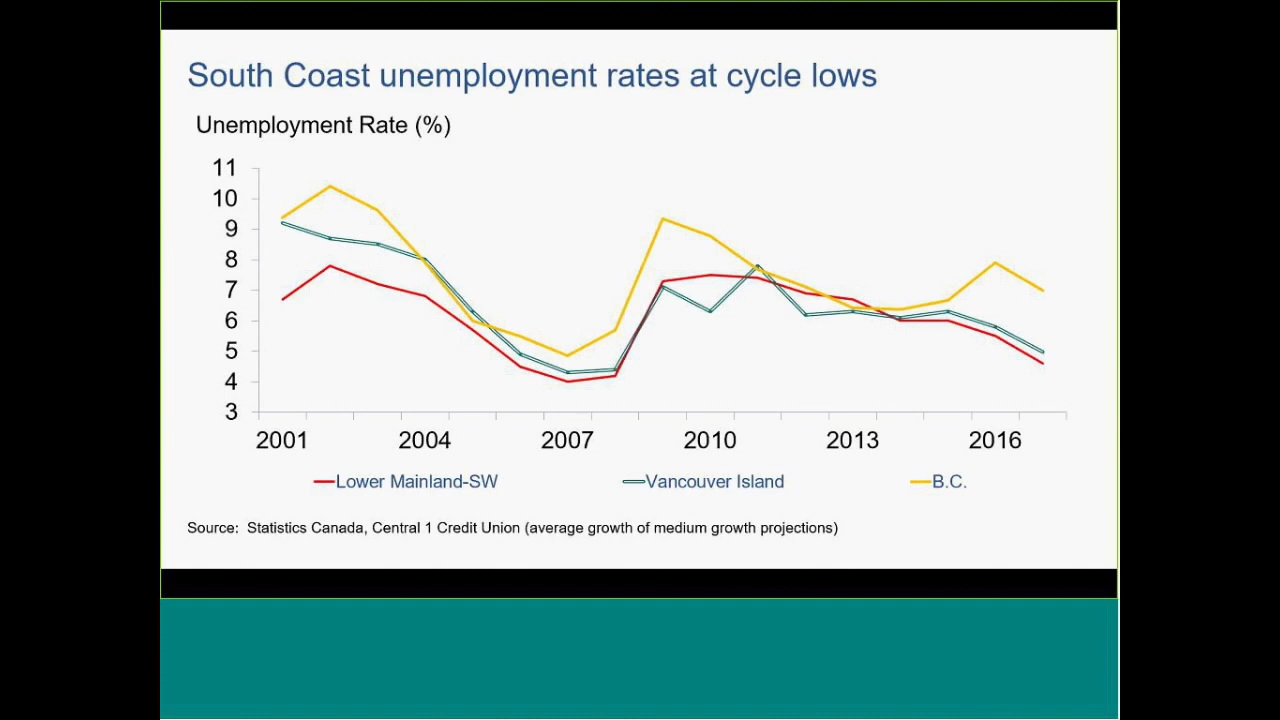 South Coast unemployment rates at cycle lows
Unemployment Rate (%)
11
10
9
8
7
6
5
4
3
2001 2004 2007 2010 2013 2016
Lower Mainland-SW Vancouver Island B.C.
Source: Statistics Canada, Central 1 Credit Union (average growth of medium growth projections)